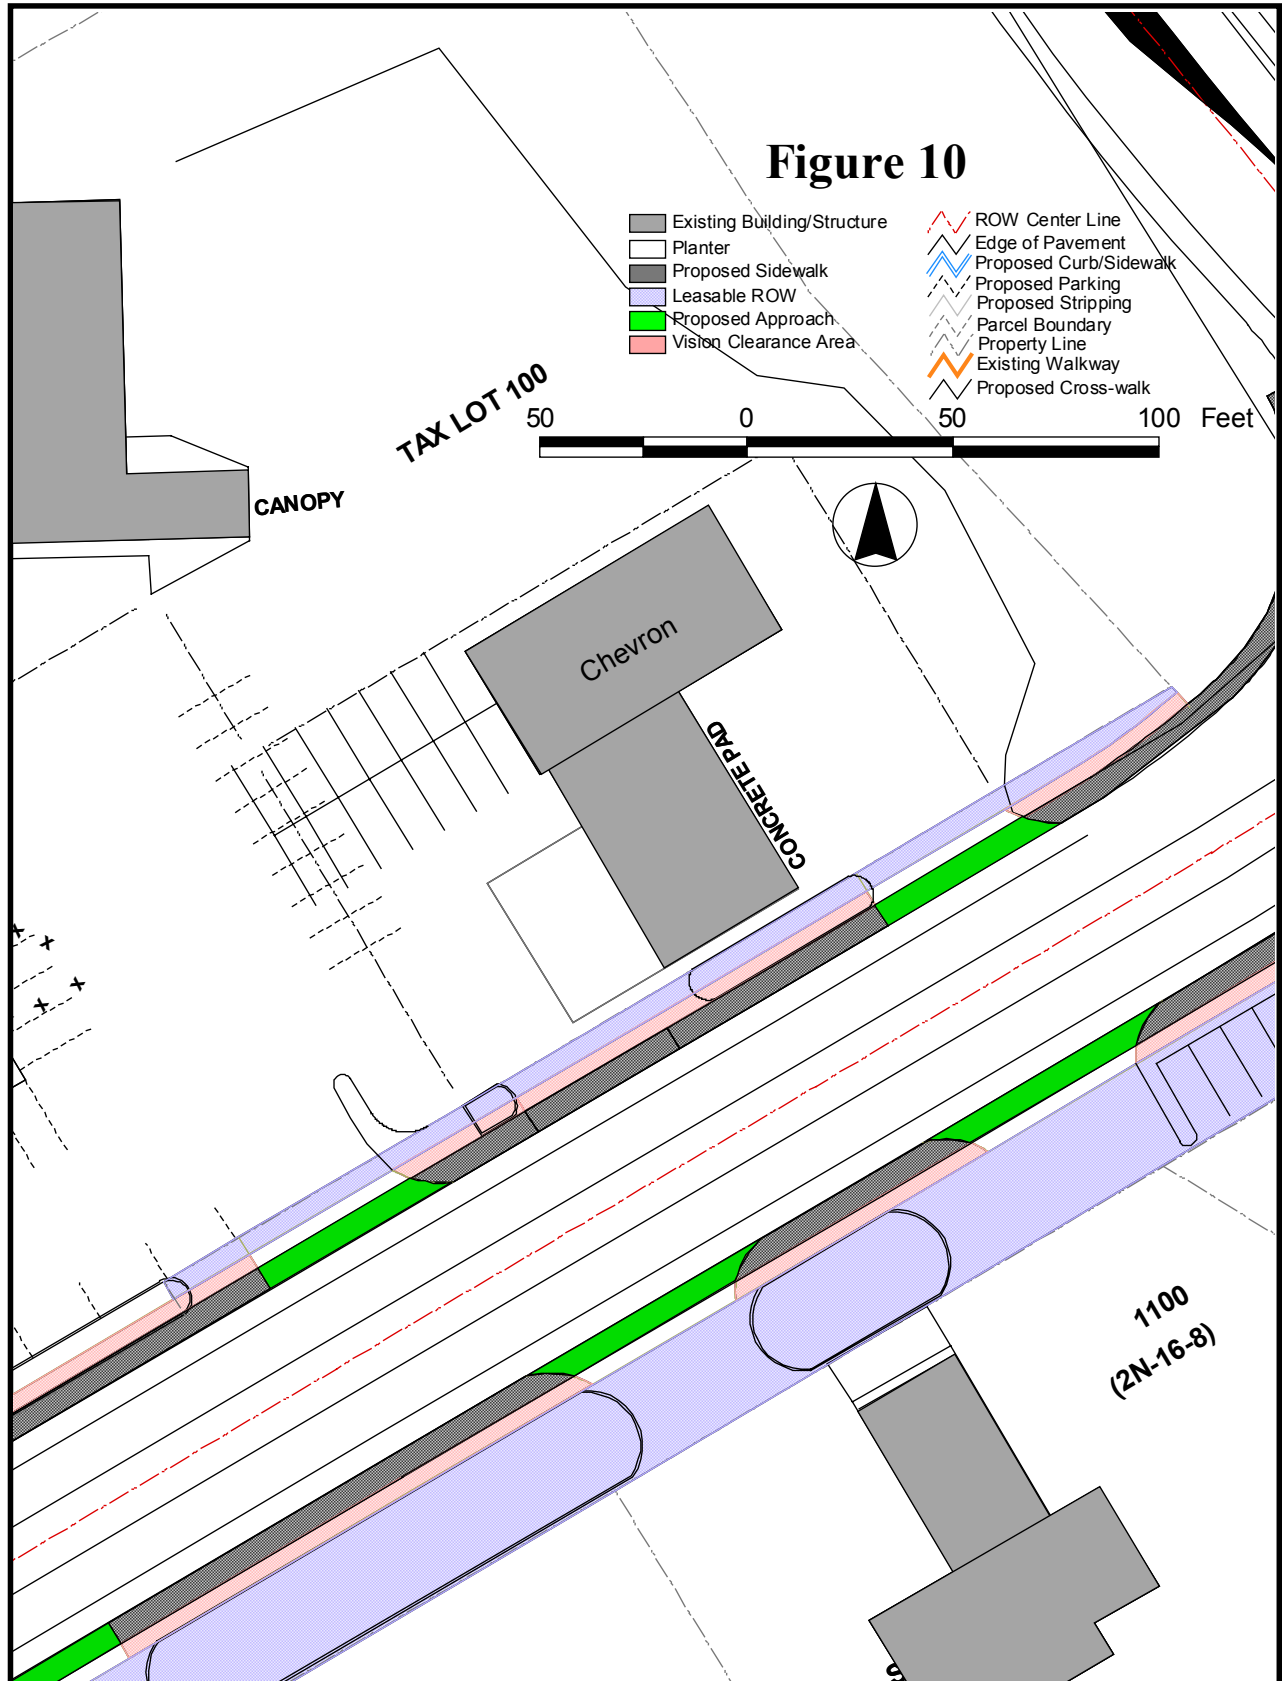 Figure 10
Existing Building/Structure
Planter
Proposed Sidewalk
Leasable ROW
Proposed Approach
Vision Clearance Area
ROW Center Line
Edge of Pavement
Proposed Curb/Sidewalk
Proposed Parking
Proposed Stripping
Parcel Boundary
Property Line
Existing Walkway
Proposed Cross-walk
50 0 50 100 Feet
TAX LOT 100
CANOPY
Chevron
CONCRETE PAD
X
X
X
X
1100
(2N-16-8)